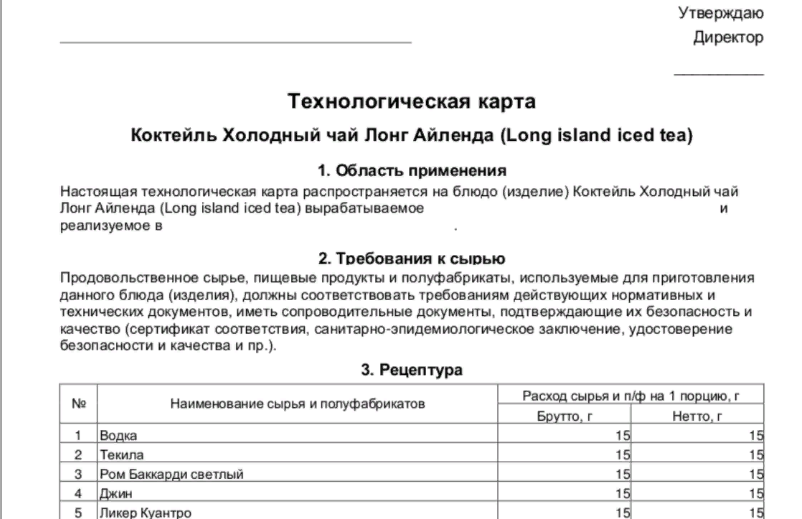 Утверждаю
Директор
Технологическая карта
Коктейль Холодный чай Лонг Айленда (Long island iced tea)
1. Область применения
Настоящая технологическая карта распространяется на блюдо (изделие) Коктейль Холодный чай
Лонг Айленда (Long island iced tea) вырабатываемое и
реализуемое в .
2. Требования к сырью
Продовольственное сырье, пищевые продукты и полуфабрикаты, используемые для приготовления
данного блюда (изделия), должны соответствовать требованиям действующих нормативных и
технических документов, иметь сопроводительные документы, подтверждающие их безопасность и
качество (сертификат соответствия, санитарно-эпидемиологическое заключение, удостоверение
безопасности и качества и пр.).
3. Рецептура
№ Наименование сырья и полуфабрикатов Расход сырья и п/ф на 1 порцию, г
Брутто, г Нетто, г
1 Водка 15 15
2 Текила 15 15
3 Ром Баккарди светлый 15 15
4 Джин 15 15
5 Ликер Куантро 15 15